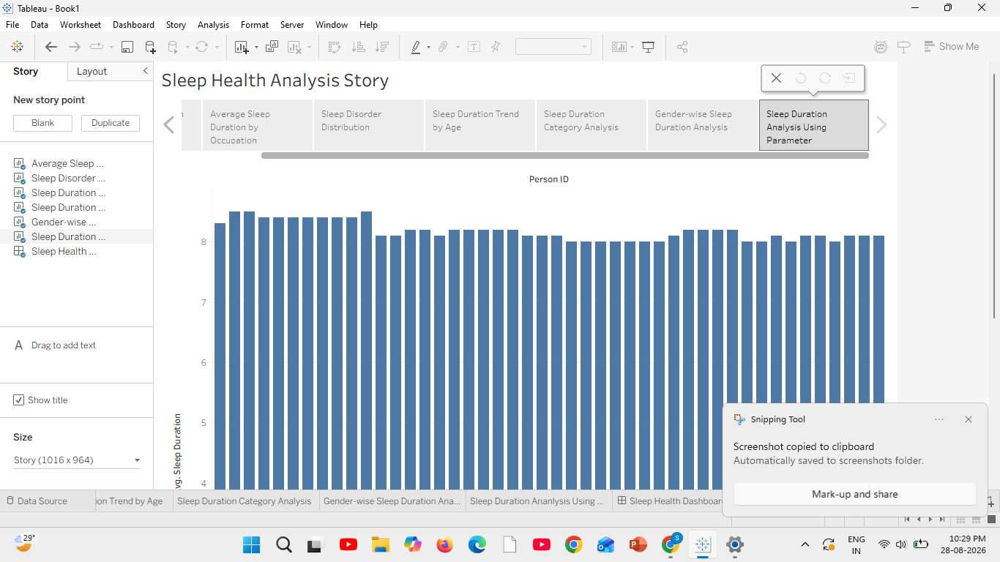 Tableau - Book1
File Data Worksheet Dashboard Story Analysis Format Server Window Help
Show Me
Story Layout
New story point
Blank Duplicate
Average Sleep ...
Sleep Disorder ...
Sleep Duration ...
Sleep Duration ...
Gender-wise ...
Sleep Duration ...
Sleep Health ...
A Drag to add text
Show title
Size
Story (1016 x 964)
Sleep Health Analysis Story
Average Sleep
Duration by
Occupation
Sleep Disorder
Distribution
Sleep Duration Trend
by Age
Sleep Duration
Category Analysis
Gender-wise Sleep
Duration Analysis
Sleep Duration
Analysis Using
Parameter
Person ID
8
7
6
5
4
vg. Sleep Duration
Snipping Tool
Screenshot copied to clipboard
Automatically saved to screenshots folder.
Mark-up and share
Data Source
ion Trend by Age
Sleep Duration Category Analysis
Gender-wise Sleep Duration Ana...
Sleep Duration Ananlysis Using ...
Sleep Health Dashboar
29°
S
ENG
IN
10:29 PM
28-08-2026